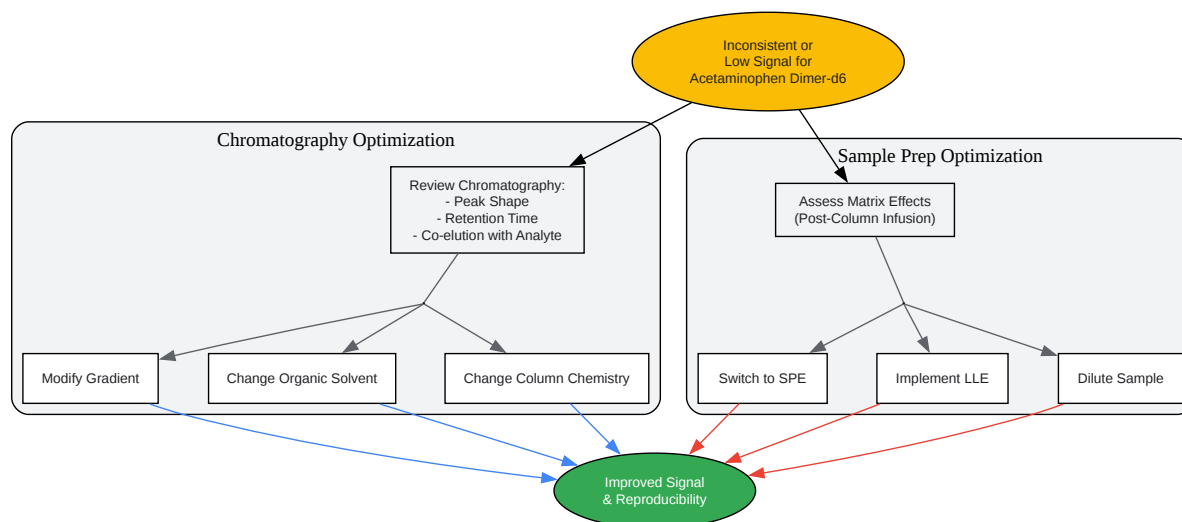 Inconsistent or
Low Signal for
Acetaminophen Dimer-d6
Chromatography Optimization
Review Chromatography:
- Peak Shape
- Retention Time
- Co-elution with Analyte
Modify Gradient
Change Organic Solvent
Change Column Chemistry
Sample Prep Optimization
Assess Matrix Effects
(Post-Column Infusion)
Switch to SPE
Implement LLE
Dilute Sample
Improved Signal
& Reproducibility